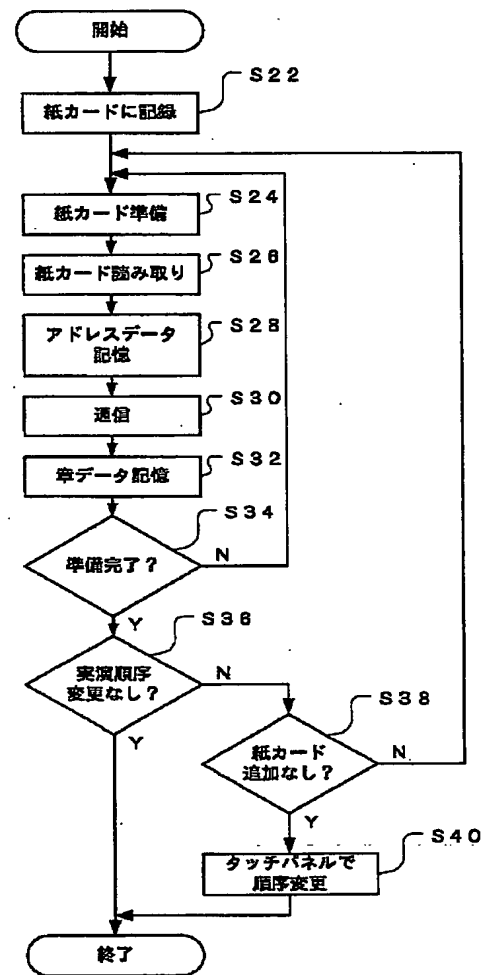 開始
S22
紙カードに記録
S24
紙カード準備
S26
紙カード読み取り
S28
アドレスデータ
記憶
S30
通信
S32
章データ記憶
S34
準備完了?
N
Y
S36
実演順序
変更なし?
N
Y
S38
紙カード
追加なし?
N
Y
S40
タッチパネルで
順序変更
終了